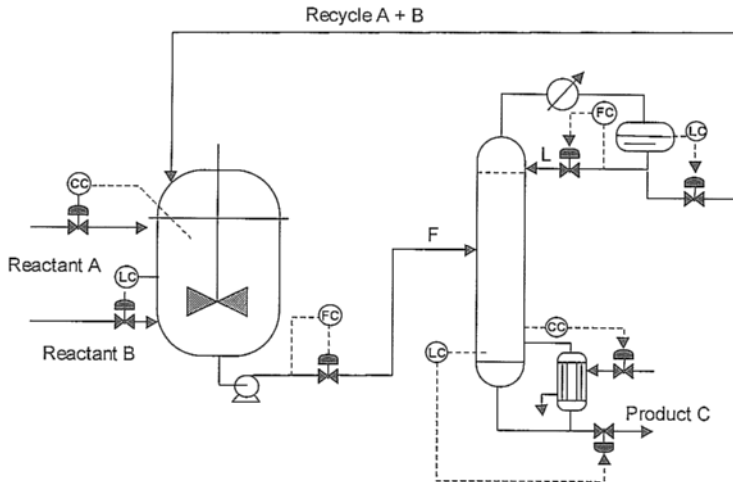 Recycle A + B
FC
LC
L
CC
F
Reactant A
LC
Reactant B
FC
CC
LC
Product C